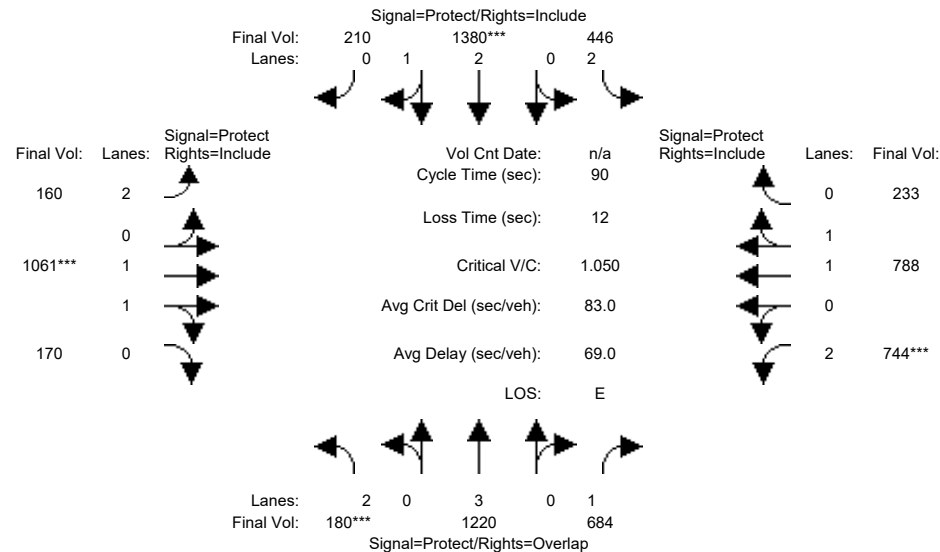 Signal=Protect/Rights=Include
Final Vol: 210 1380*** 446
Lanes: 0 1 2 0 2
Signal=Protect Signal=Protect
Final Vol: Lanes: Rights=Include Vol Cnt Date: n/a Rights=Include Lanes: Final Vol:
Cycle Time (sec): 90
160 2 0 233
Loss Time (sec): 12
0 1
1061*** 1 Critical V/C: 1.050 1 788
1 Avg Crit Del (sec/veh): 83.0 0
170 0 Avg Delay (sec/veh): 69.0 2 744***
LOS: E
Lanes: 2 0 3 0 1
Final Vol: 180*** 1220 684
Signal=Protect/Rights=Overlap